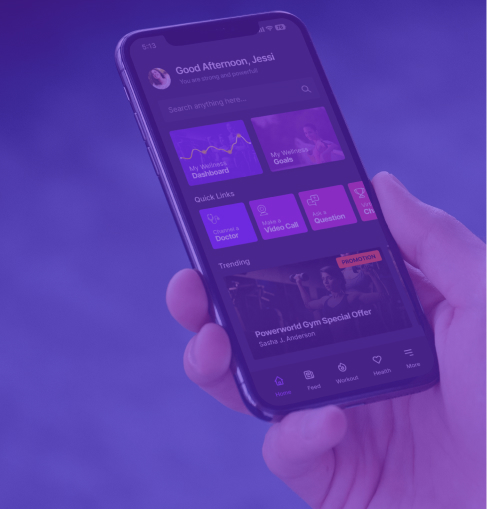 5:13
Good Afternoon, Jessi
You are strong and powerful!
Search anything here...
My Wellness
Dashboard
My Wellness
Goals
Quick Links
Doctor
Make a
Video Call
Ask a
Question
Ch
Trending
PROMOTION
Powerworld Gym Special Offer
Sasha J. Anderson
Home
Feed
Workout
Health
More